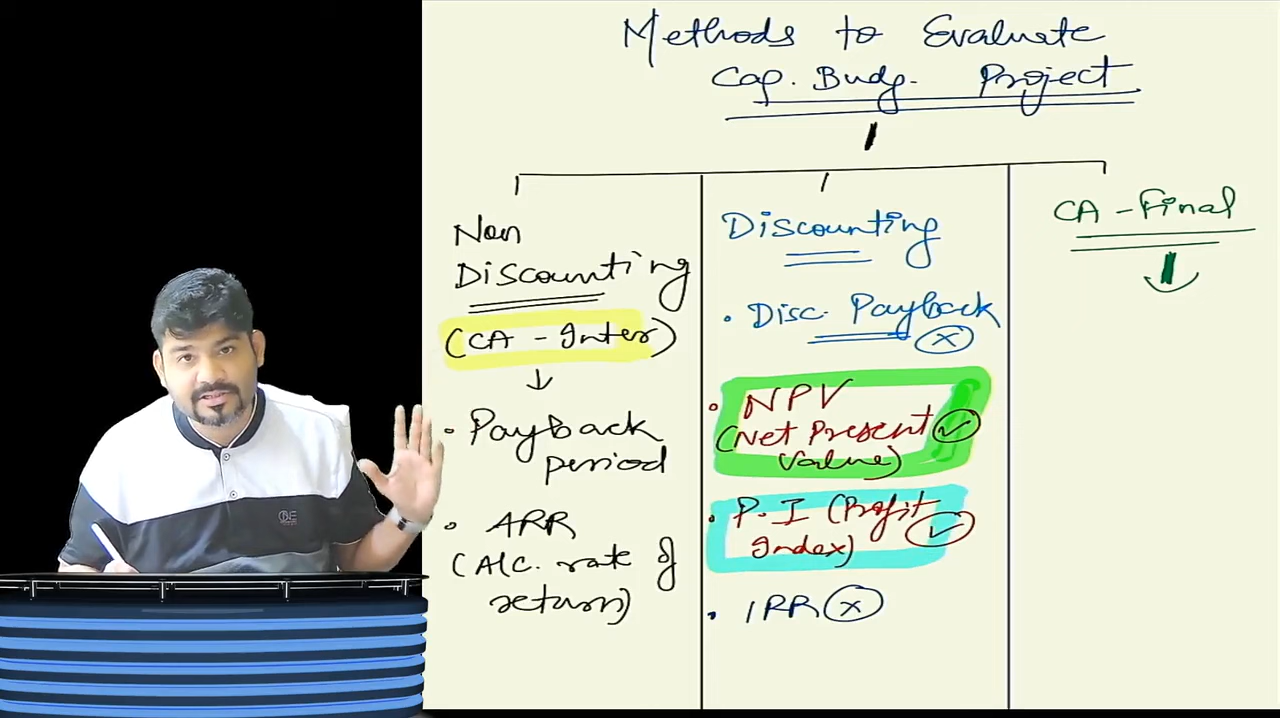 Methods to Evaluate
Cap. Budg. Project
Non
Discounting
(CA - Inter)
• Payback
period
• ARR
(A/c. rate of
return)
Discounting
• Disc. Payback
• NPV
(Net Present
Value)
• P.I (Profit
Index)
• IRR
CA - Final